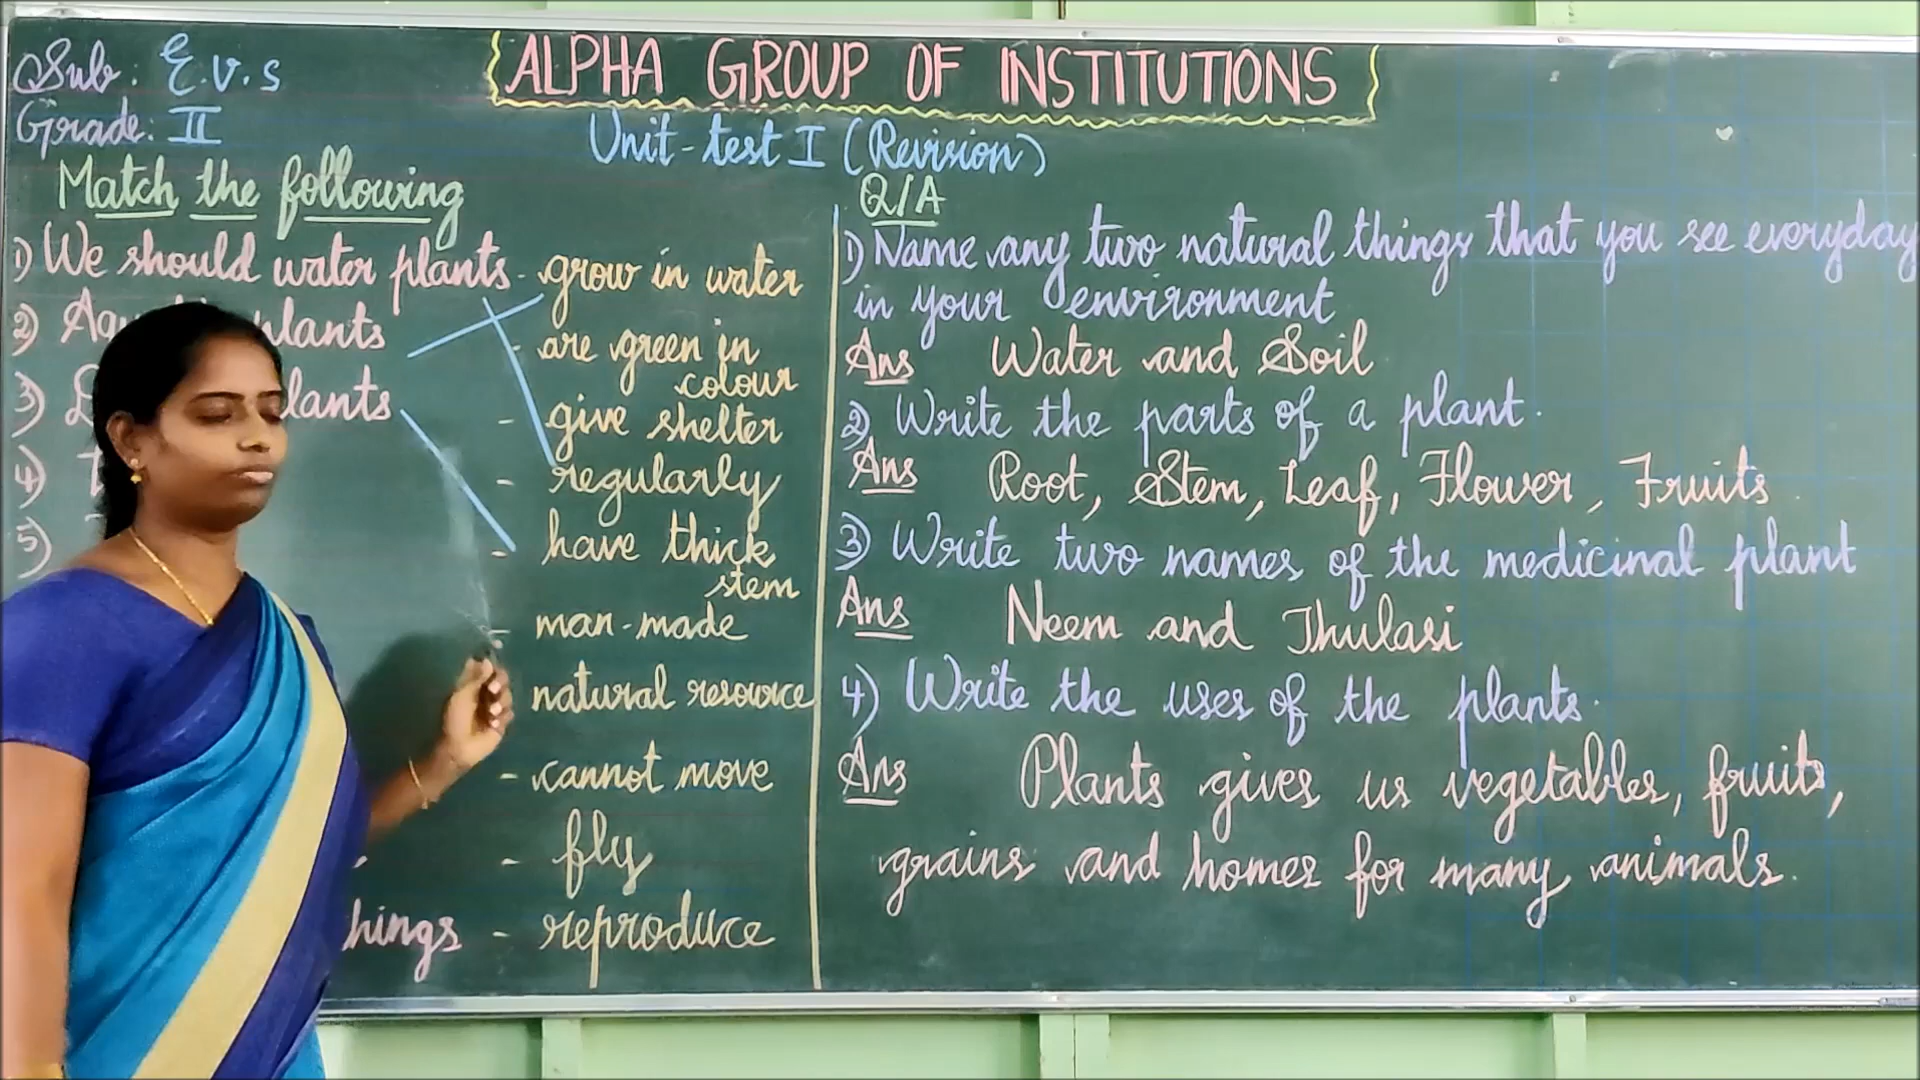 Sub: E.V.S
Grade: II
ALPHA GROUP OF INSTITUTIONS
Unit-test I (Revision)
Match the following
1) We should water plants - grow in water
2) plants - are green in
colour
3) plants - give shelter
4) - regularly
5) - have thick
stem
- man-made
natural resource
- cannot move
- fly
things - reproduce
Q/A
1) Name any two natural things that you see everyday
in your environment
Ans Water and Soil
2) Write the parts of a plant.
Ans Root, Stem, Leaf, Flower, Fruits.
3) Write two names of the medicinal plant
Ans Neem and Thulasi
4) Write the uses of the plants.
Ans Plants gives us vegetables, fruits,
grains and homes for many animals.